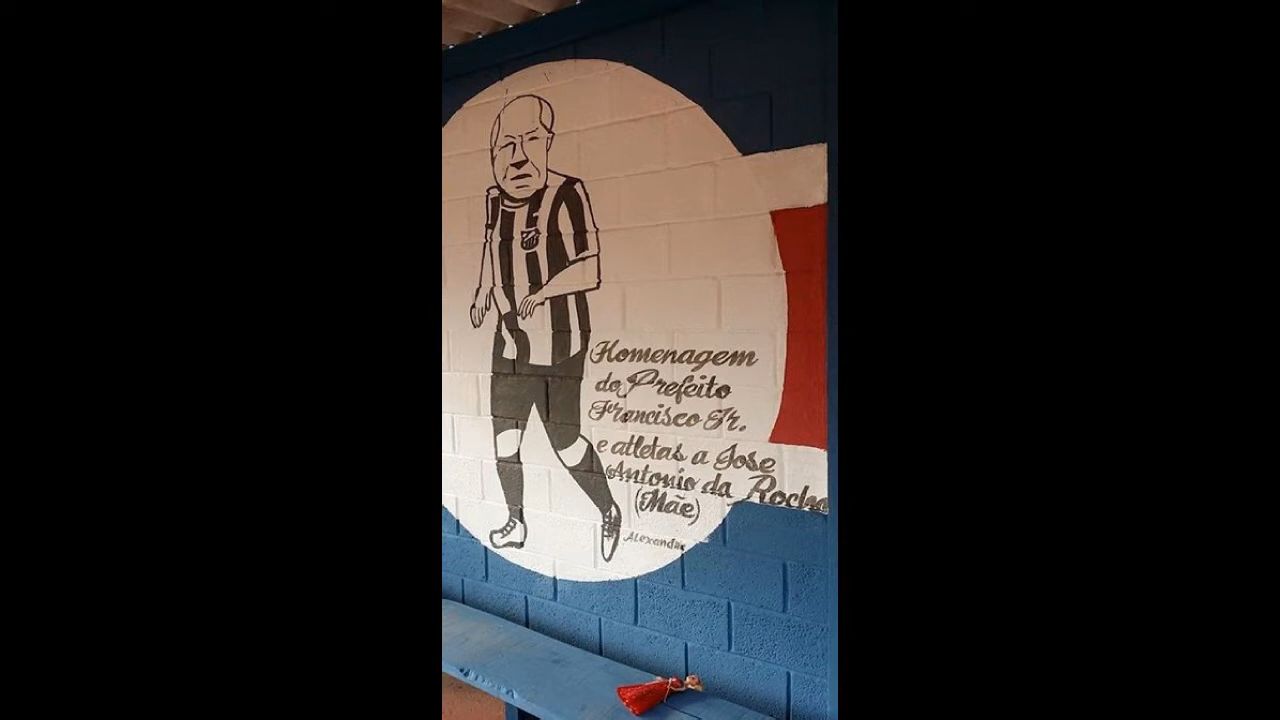 Homenagem
do Prefeito
Francisco Jr.
e atletas a Jose
Antonio da Rocha
(Mãe)
Alexandre